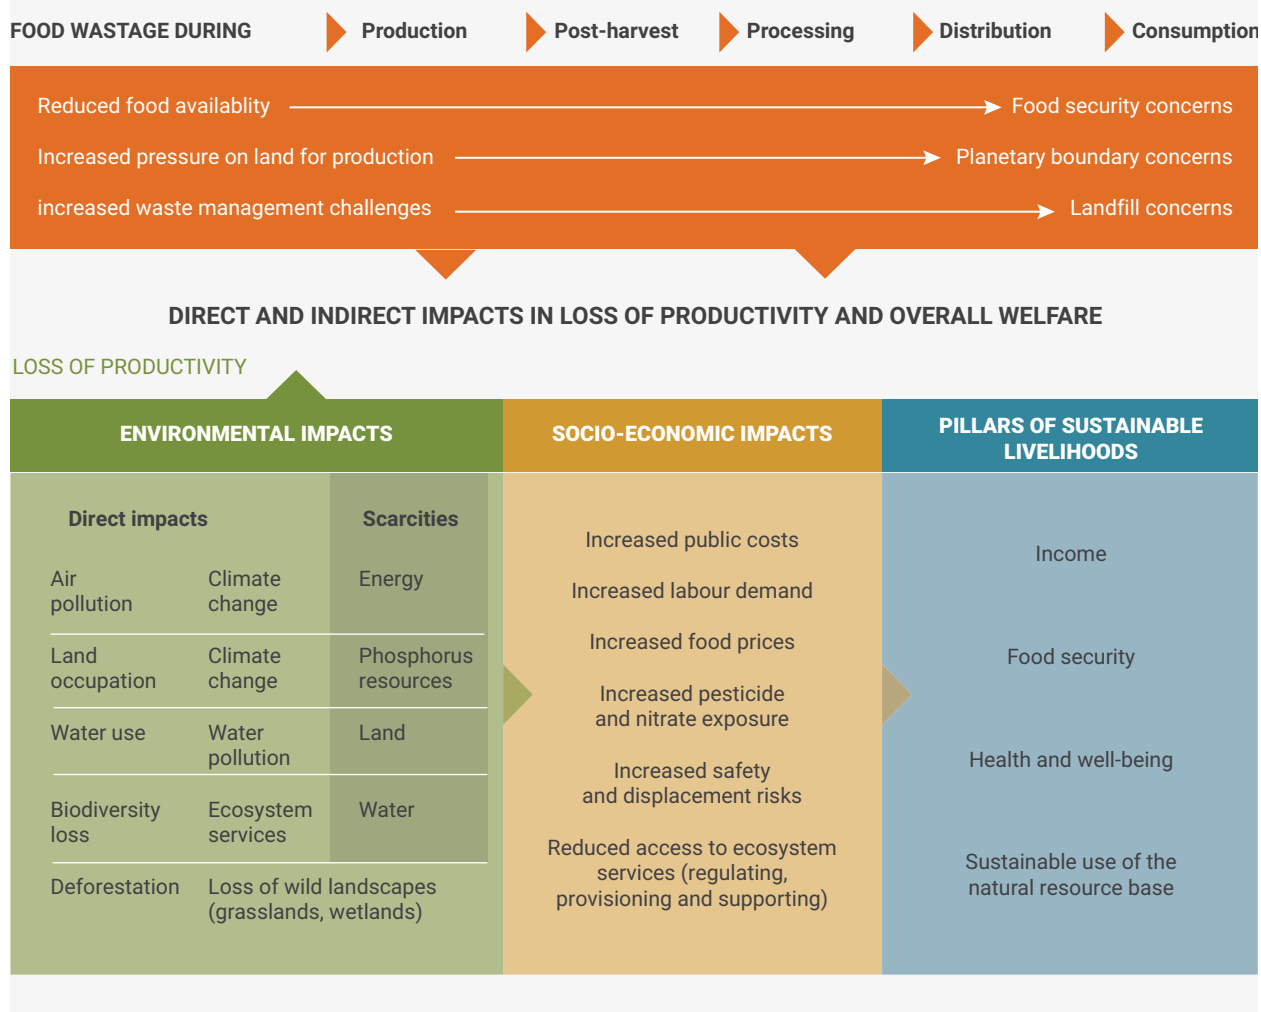 FOOD WASTAGE DURING Production Post-harvest Processing Distribution Consumption
Reduced food availablity Food security concerns
Increased pressure on land for production Planetary boundary concerns
increased waste management challenges Landfill concerns
DIRECT AND INDIRECT IMPACTS IN LOSS OF PRODUCTIVITY AND OVERALL WELFARE
LOSS OF PRODUCTIVITY
ENVIRONMENTAL IMPACTS
Direct impacts Scarcities
Air Climate Energy
pollution change
Land Climate Phosphorus
occupation change resources
Water use Water Land
pollution
Biodiversity Ecosystem Water
loss services
Deforestation Loss of wild landscapes
(grasslands, wetlands)
SOCIO-ECONOMIC IMPACTS
Increased public costs
Increased labour demand
Increased food prices
Increased pesticide
and nitrate exposure
Increased safety
and displacement risks
Reduced access to ecosystem
services (regulating,
provisioning and supporting)
PILLARS OF SUSTAINABLE
LIVELIHOODS
Income
Food security
Health and well-being
Sustainable use of the
natural resource base